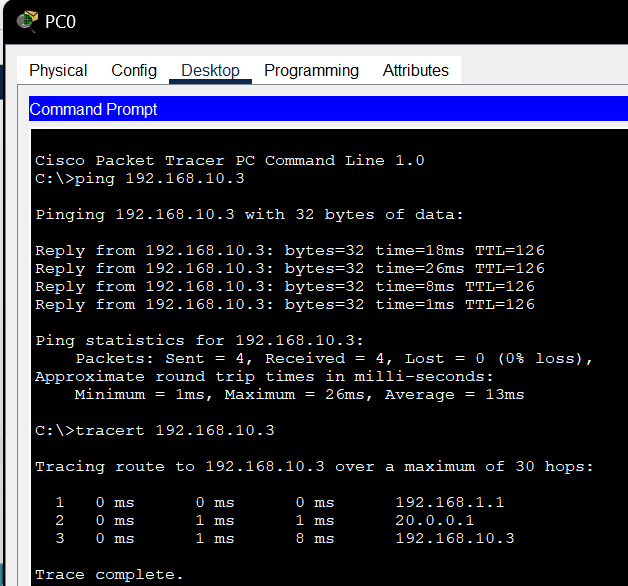 PC0
Physical Config Desktop Programming Attributes
Command Prompt
Cisco Packet Tracer PC Command Line 1.0
C:\>ping 192.168.10.3
Pinging 192.168.10.3 with 32 bytes of data:
Reply from 192.168.10.3: bytes=32 time=18ms TTL=126
Reply from 192.168.10.3: bytes=32 time=26ms TTL=126
Reply from 192.168.10.3: bytes=32 time=8ms TTL=126
Reply from 192.168.10.3: bytes=32 time=1ms TTL=126
Ping statistics for 192.168.10.3:
Packets: Sent = 4, Received = 4, Lost = 0 (0% loss),
Approximate round trip times in milli-seconds:
Minimum = 1ms, Maximum = 26ms, Average = 13ms
C:\>tracert 192.168.10.3
Tracing route to 192.168.10.3 over a maximum of 30 hops:
1 0 ms 0 ms 0 ms 192.168.1.1
2 0 ms 1 ms 1 ms 20.0.0.1
3 0 ms 1 ms 8 ms 192.168.10.3
Trace complete.